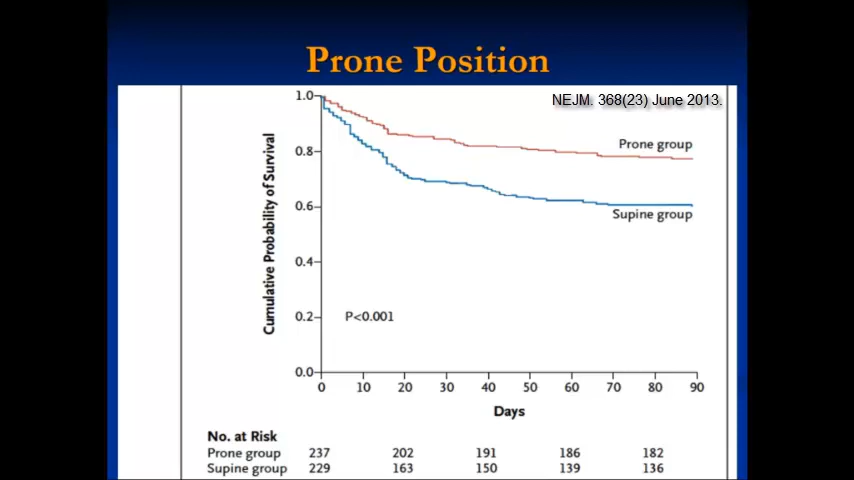 Prone Position
NEJM. 368(23) June 2013.
Cumulative Probability of Survival
1.0
0.8
0.6
0.4
0.2
0.0
Prone group
Supine group
P<0.001
0 10 20 30 40 50 60 70 80 90
Days
No. at Risk
Prone group 237 202 191 186 182
Supine group 229 163 150 139 136